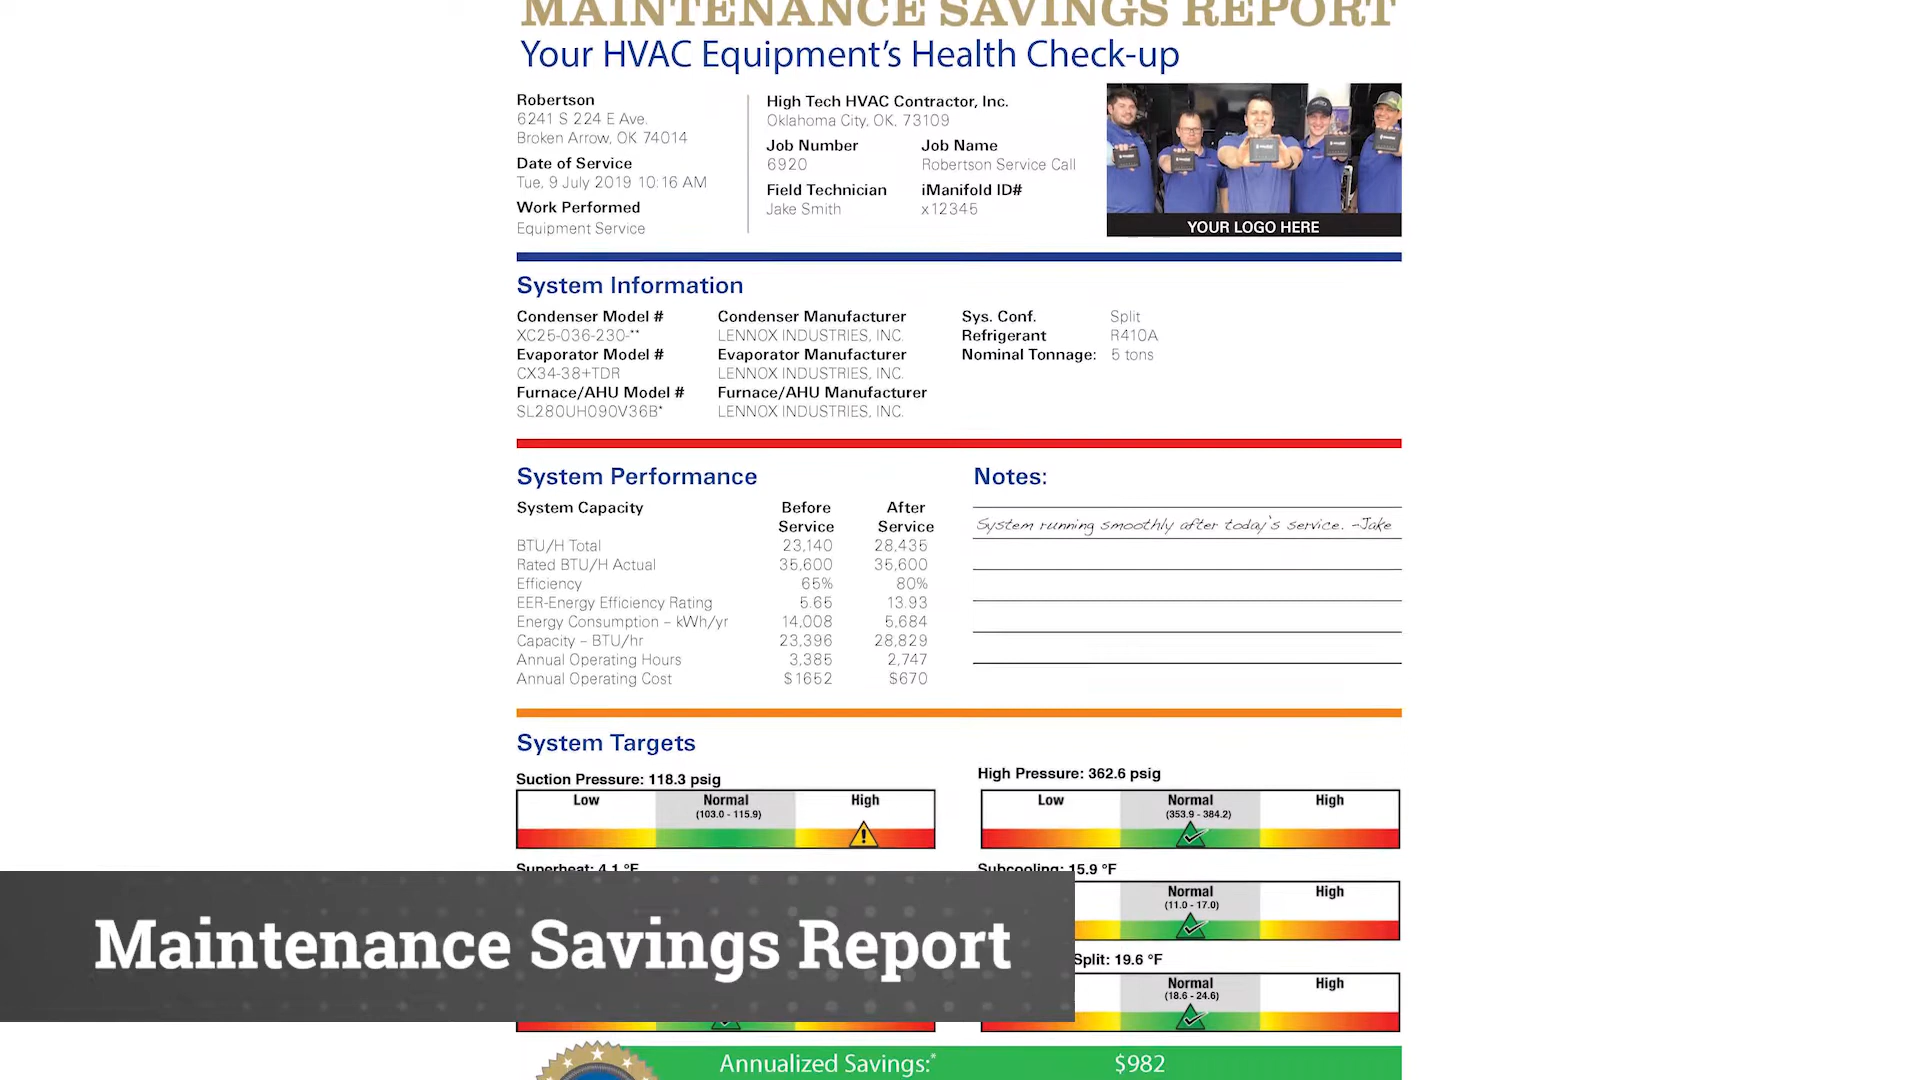 MAINTENANCE SAVINGS REPORT
Your HVAC Equipment's Health Check-up
Robertson
6241 S 224 E Ave.
Broken Arrow, OK 74014
Date of Service
Tue, 9 July 2019 10:16 AM
Work Performed
Equipment Service
High Tech HVAC Contractor, Inc.
Oklahoma City, OK, 73109
Job Number Job Name
6920 Robertson Service Call
Field Technician iManifold ID#
Jake Smith x12345
YOUR LOGO HERE
System Information
Condenser Model # Condenser Manufacturer Sys. Conf. Split
XC25-036-230-** LENNOX INDUSTRIES, INC. Refrigerant R410A
Evaporator Model # Evaporator Manufacturer Nominal Tonnage: 5 tons
CX34-38+TDR LENNOX INDUSTRIES, INC.
Furnace/AHU Model # Furnace/AHU Manufacturer
SL280UH090V36B* LENNOX INDUSTRIES, INC.
System Performance
System Capacity Before Service After Service
BTU/H Total 23,140 28,435
Rated BTU/H Actual 35,600 35,600
Efficiency 65% 80%
EER-Energy Efficiency Rating 5.65 13.93
Energy Consumption – kWh/yr 14,008 5,684
Capacity – BTU/hr 23,396 28,829
Annual Operating Hours 3,385 2,747
Annual Operating Cost $1652 $670
Notes:
System running smoothly after today's service. -Jake
System Targets
Suction Pressure: 118.3 psig
Low Normal High
(103.0 - 115.9)
High Pressure: 362.6 psig
Low Normal High
(353.9 - 384.2)
Superheat: 4.1 °F
Subcooling: 15.9 °F
Normal High
(11.0 - 17.0)
Split: 19.6 °F
Normal High
(18.6 - 24.6)
Maintenance Savings Report
Annualized Savings:* $982